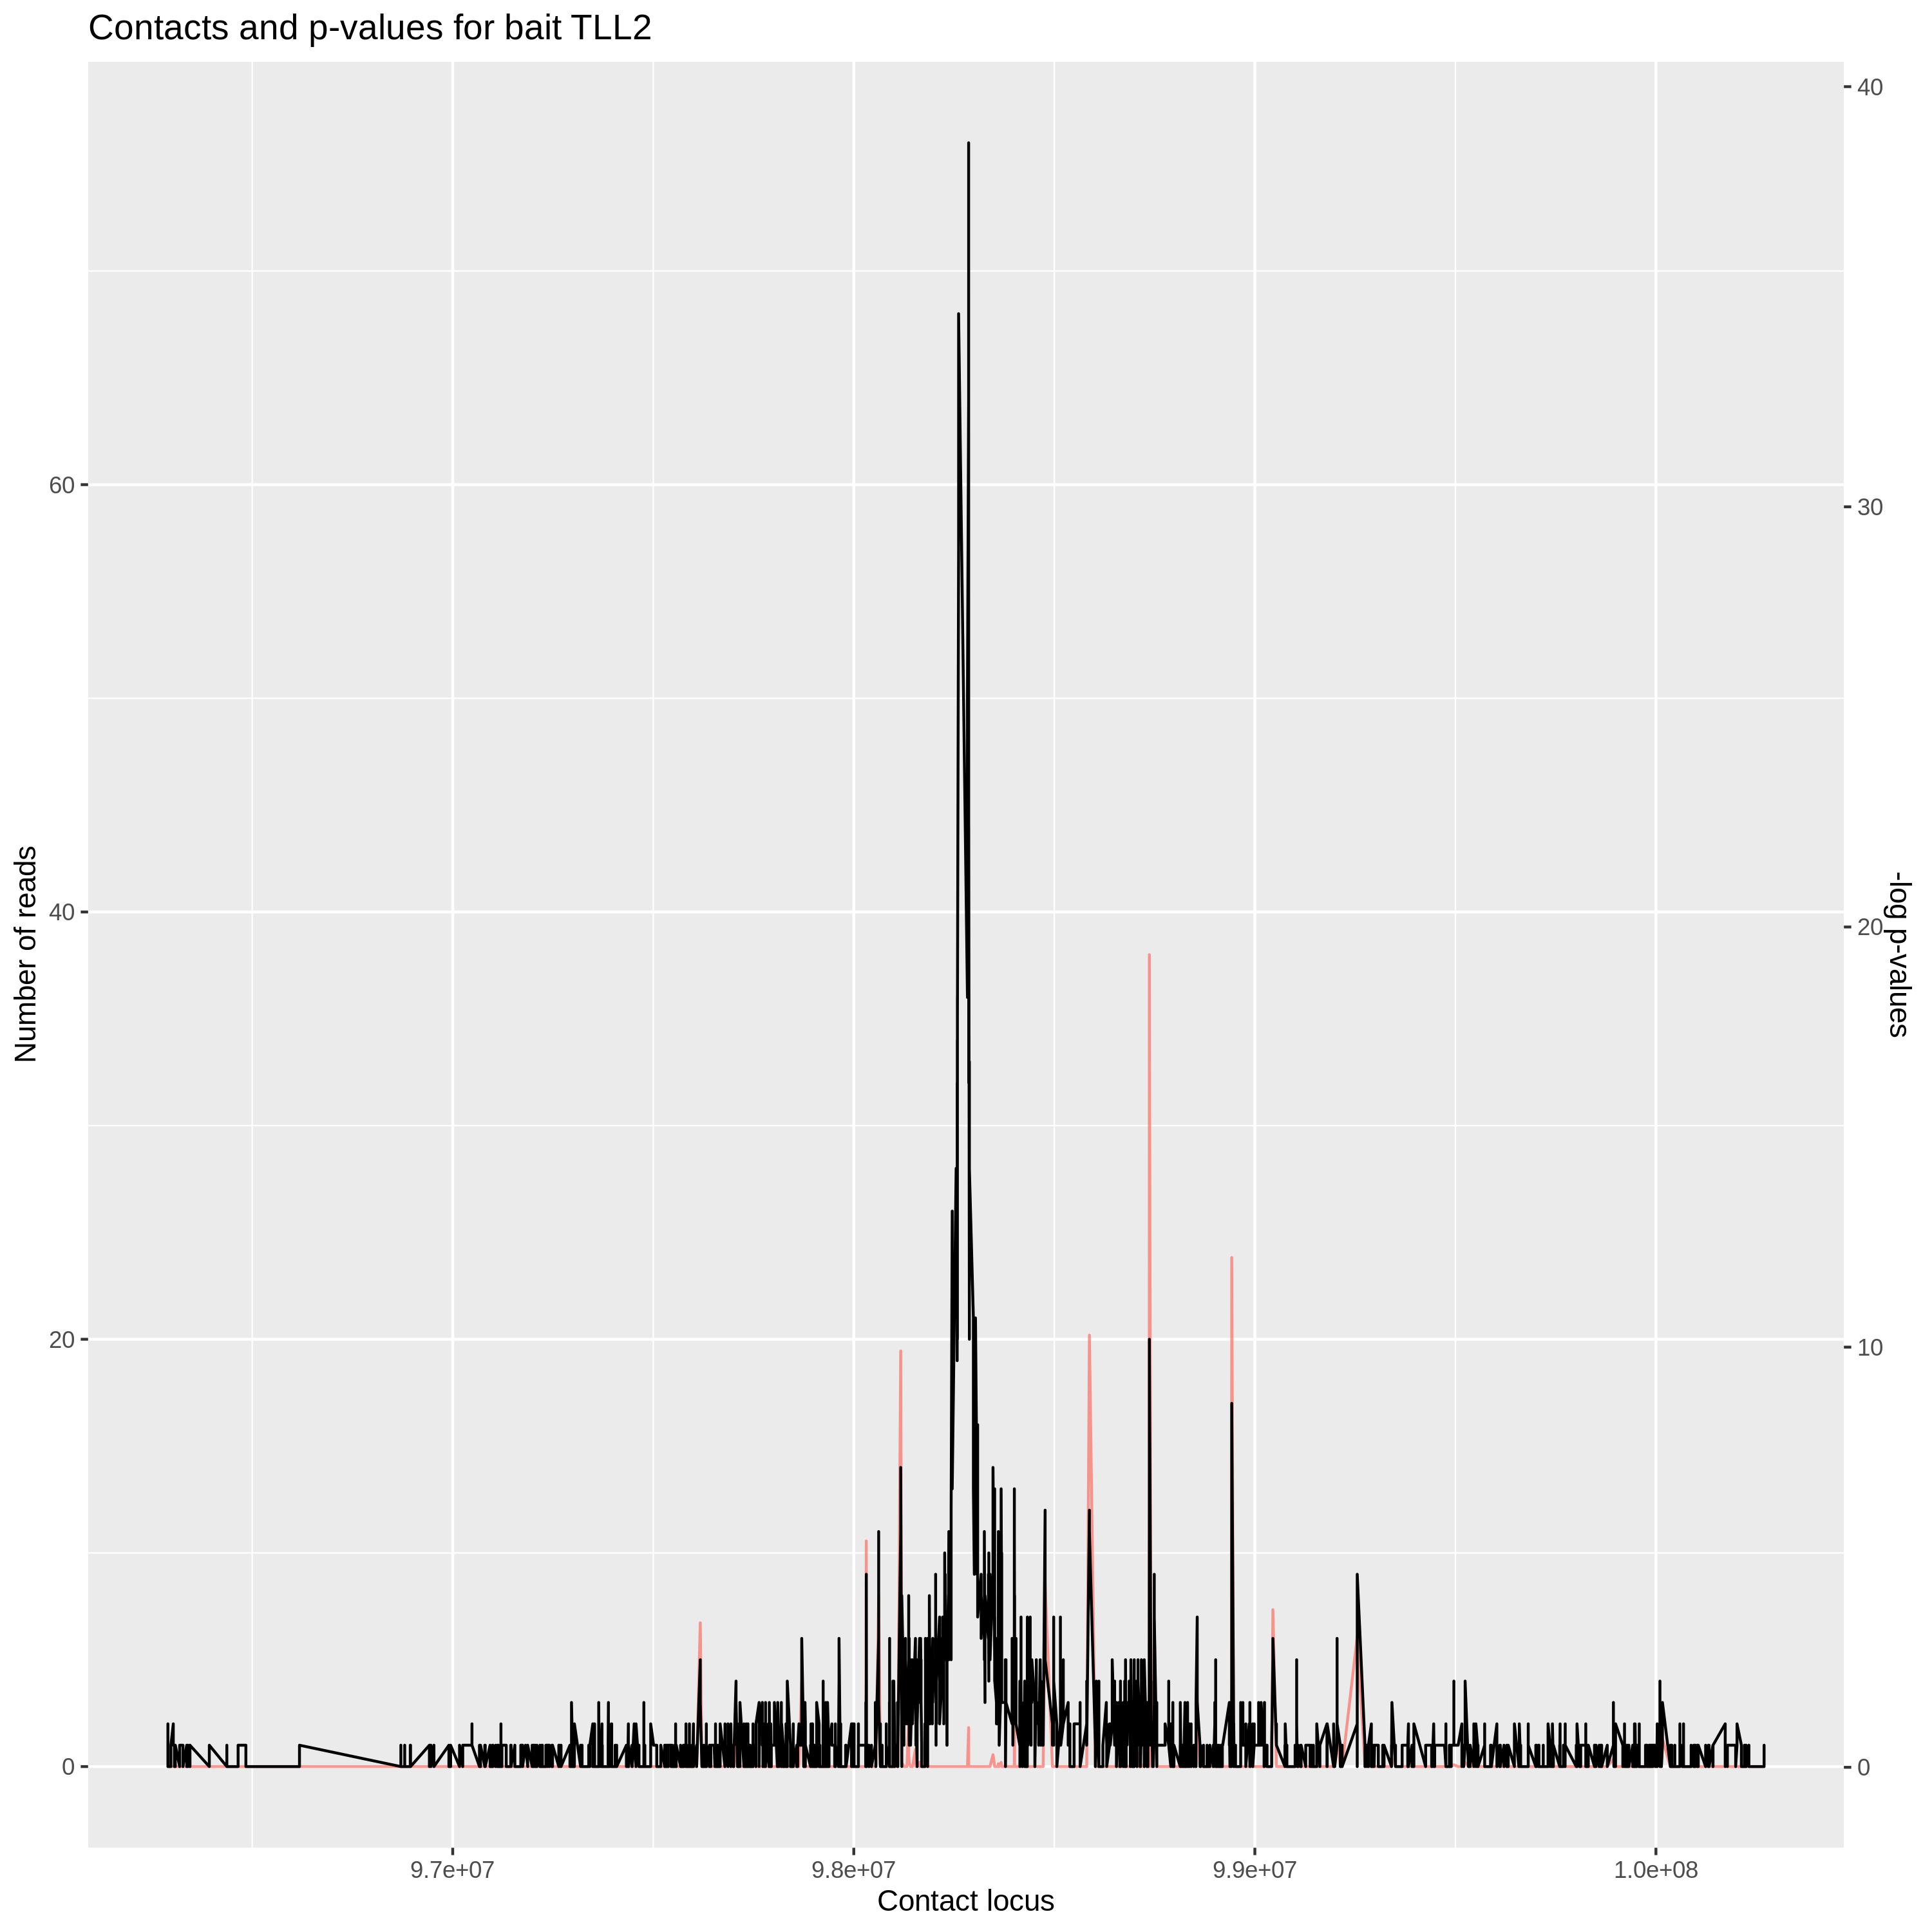 Contacts and p-values for bait TLL2
Number of reads
60
40
20
0
40
30
20
10
0
-log p-values
9.7e+07
9.8e+07
9.9e+07
1.0e+08
Contact locus